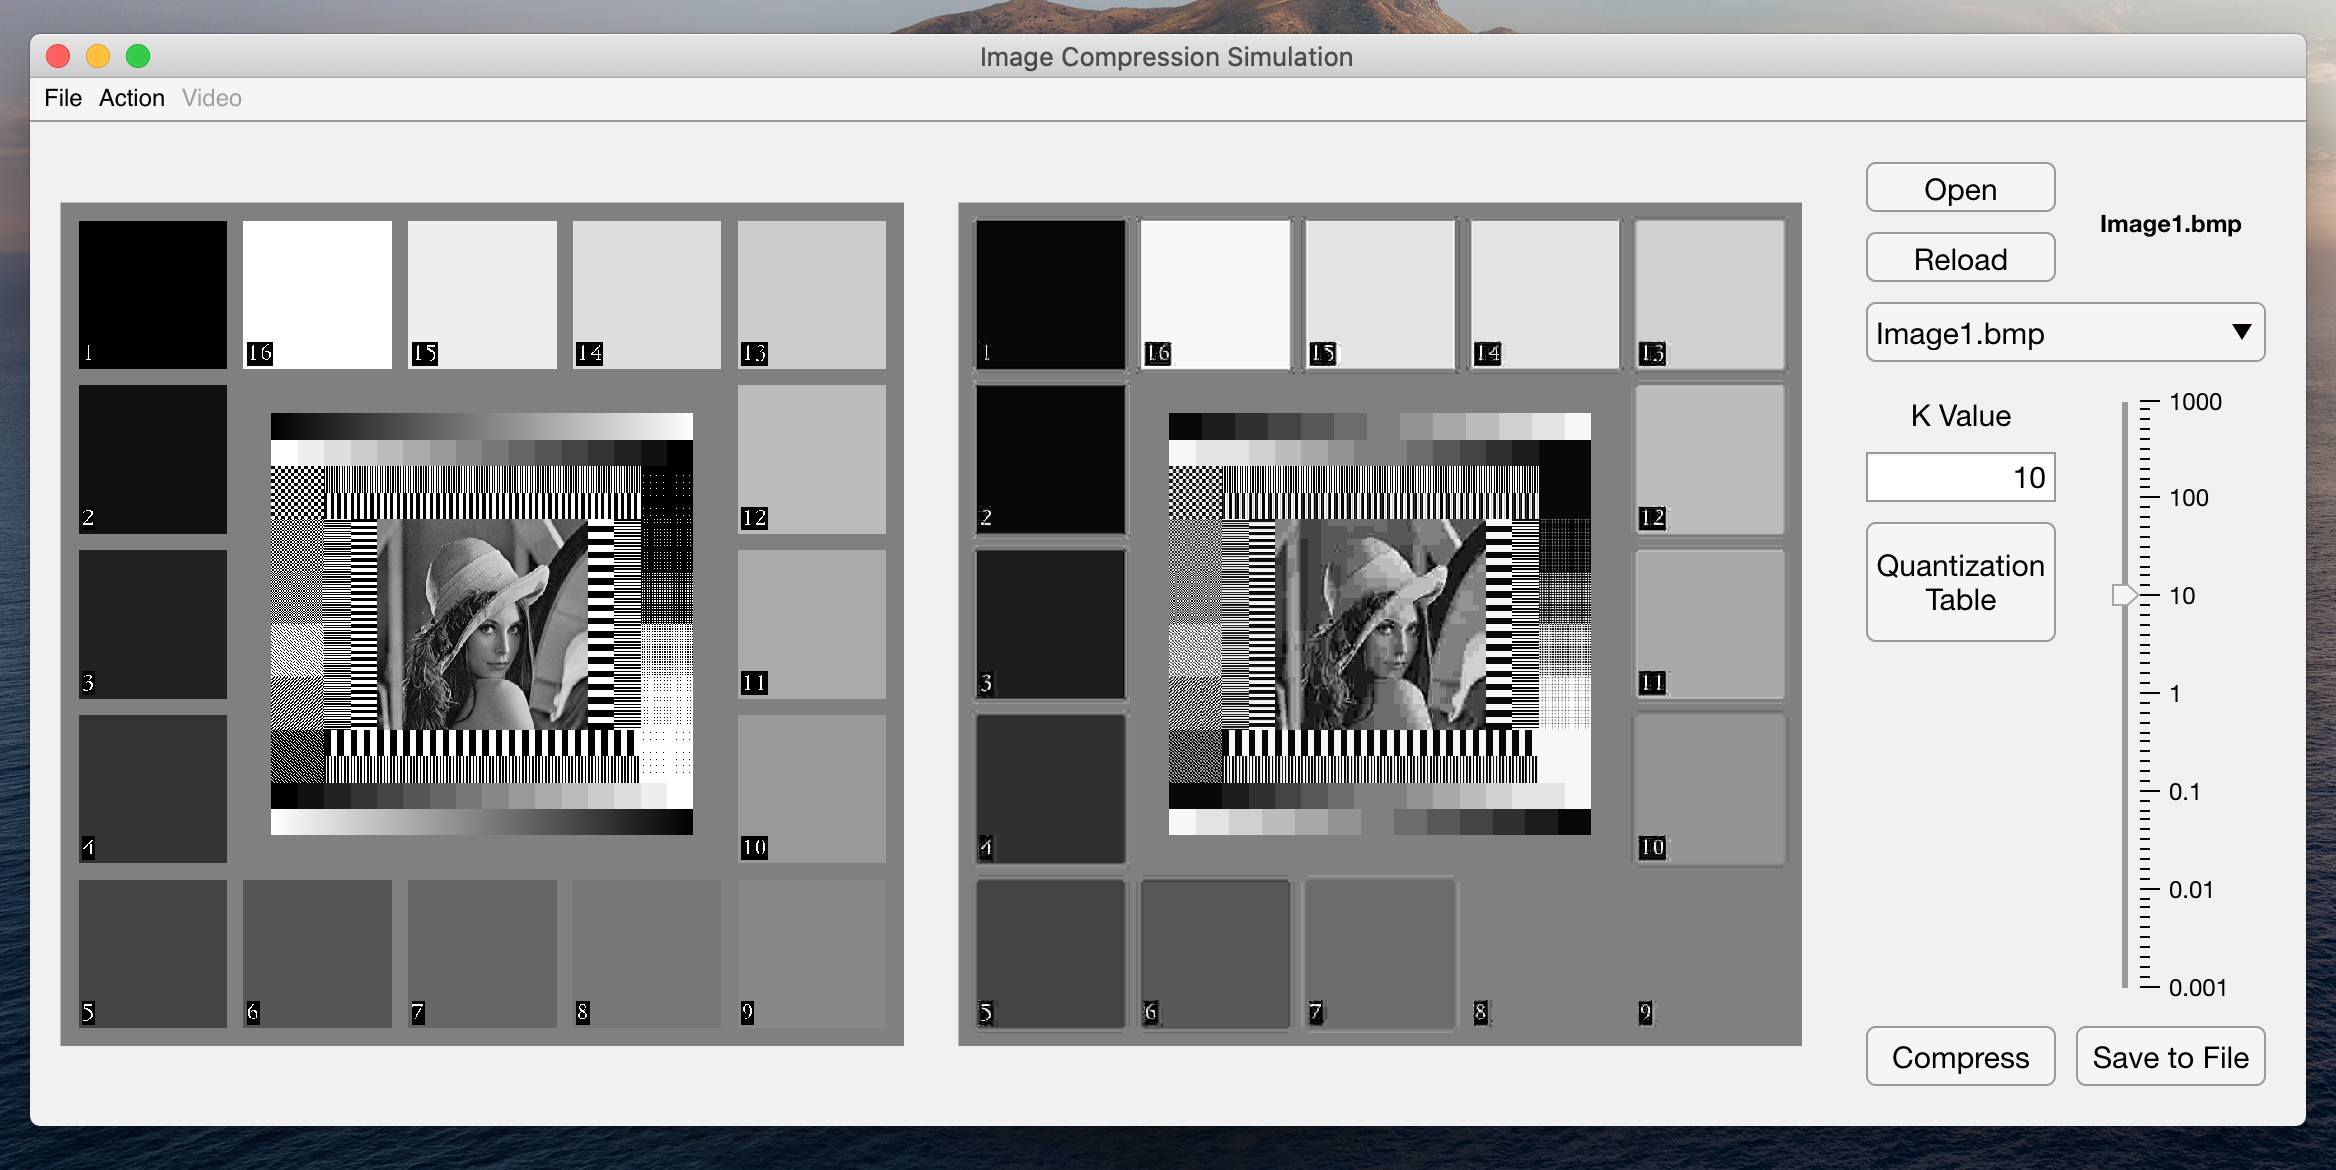 Image Compression Simulation
File Action Video
1 16 15 14 13
2 12
3 11
4 10
5 6 7 8 9
1 16 15 14 13
2 12
3 11
4 10
5 6 7 8 9
Open
Image1.bmp
Reload
Image1.bmp
K Value
10
Quantization
Table
1000
100
10
1
0.1
0.01
0.001
Compress
Save to File